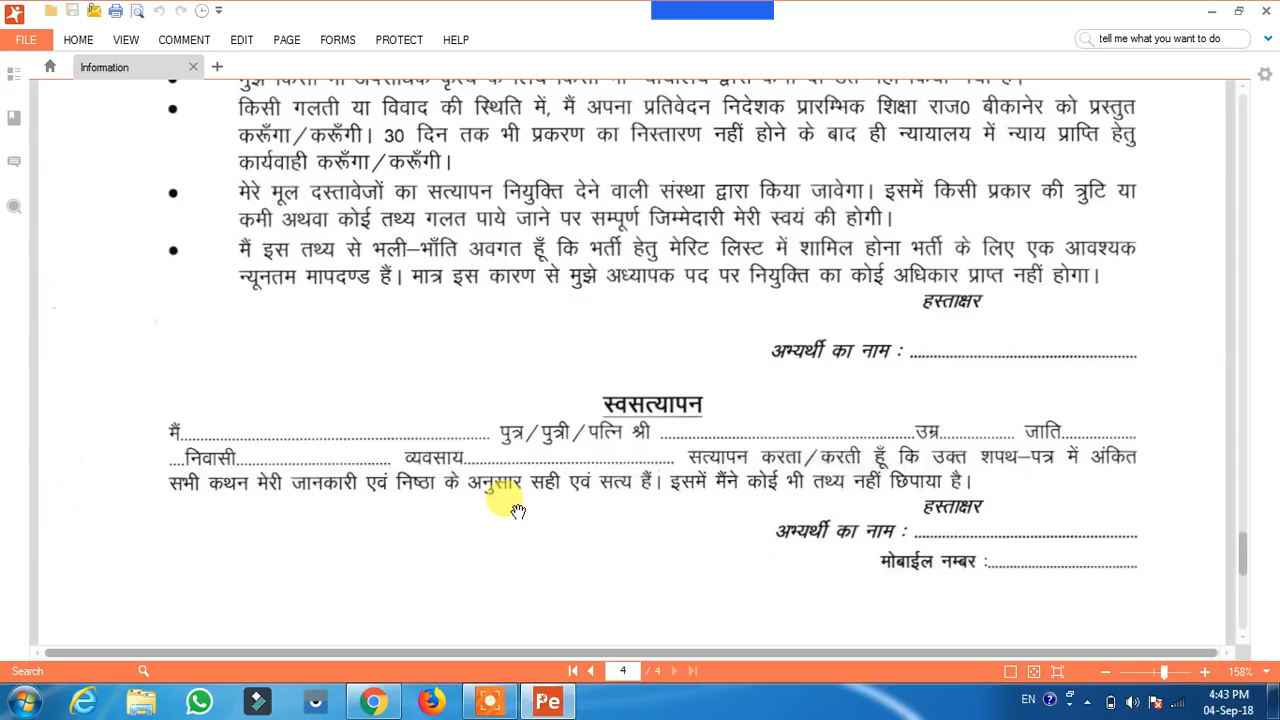 FILE HOME VIEW COMMENT EDIT PAGE FORMS PROTECT HELP tell me what you want to do
Information
किसी गलती या विवाद की स्थिति में, मैं अपना प्रतिवेदन निदेशक प्रारम्भिक शिक्षा राज0 बीकानेर को प्रस्तुत
करूँगा/करूँगी। 30 दिन तक भी प्रकरण का निस्तारण नहीं होने के बाद ही न्यायालय में न्याय प्राप्ति हेतु
कार्यवाही करूँगा/करूँगी।
मेरे मूल दस्तावेजों का सत्यापन नियुक्ति देने वाली संस्था द्वारा किया जावेगा। इसमें किसी प्रकार की त्रुटि या
कमी अथवा कोई तथ्य गलत पाये जाने पर सम्पूर्ण जिम्मेदारी मेरी स्वयं की होगी।
मैं इस तथ्य से भली–भाँति अवगत हूँ कि भर्ती हेतु मेरिट लिस्ट में शामिल होना भर्ती के लिए एक आवश्यक
न्यूनतम मापदण्ड हैं। मात्र इस कारण से मुझे अध्यापक पद पर नियुक्ति का कोई अधिकार प्राप्त नहीं होगा।
हस्ताक्षर
अभ्यर्थी का नाम : ..................................................
स्वसत्यापन
मैं.................................................. पुत्र/पुत्री/पत्नि श्री ..................................................उम्र............... जाति...............
...निवासी............................ व्यवसाय........................................ सत्यापन करता/करती हूँ कि उक्त शपथ–पत्र में अंकित
सभी कथन मेरी जानकारी एवं निष्ठा के अनुसार सही एवं सत्य हैं। इसमें मैंने कोई भी तथ्य नहीं छिपाया है।
हस्ताक्षर
अभ्यर्थी का नाम : ..................................................
मोबाईल नम्बर :..............................
Search 4 / 4 158%
Pe EN 4:43 PM
04-Sep-18